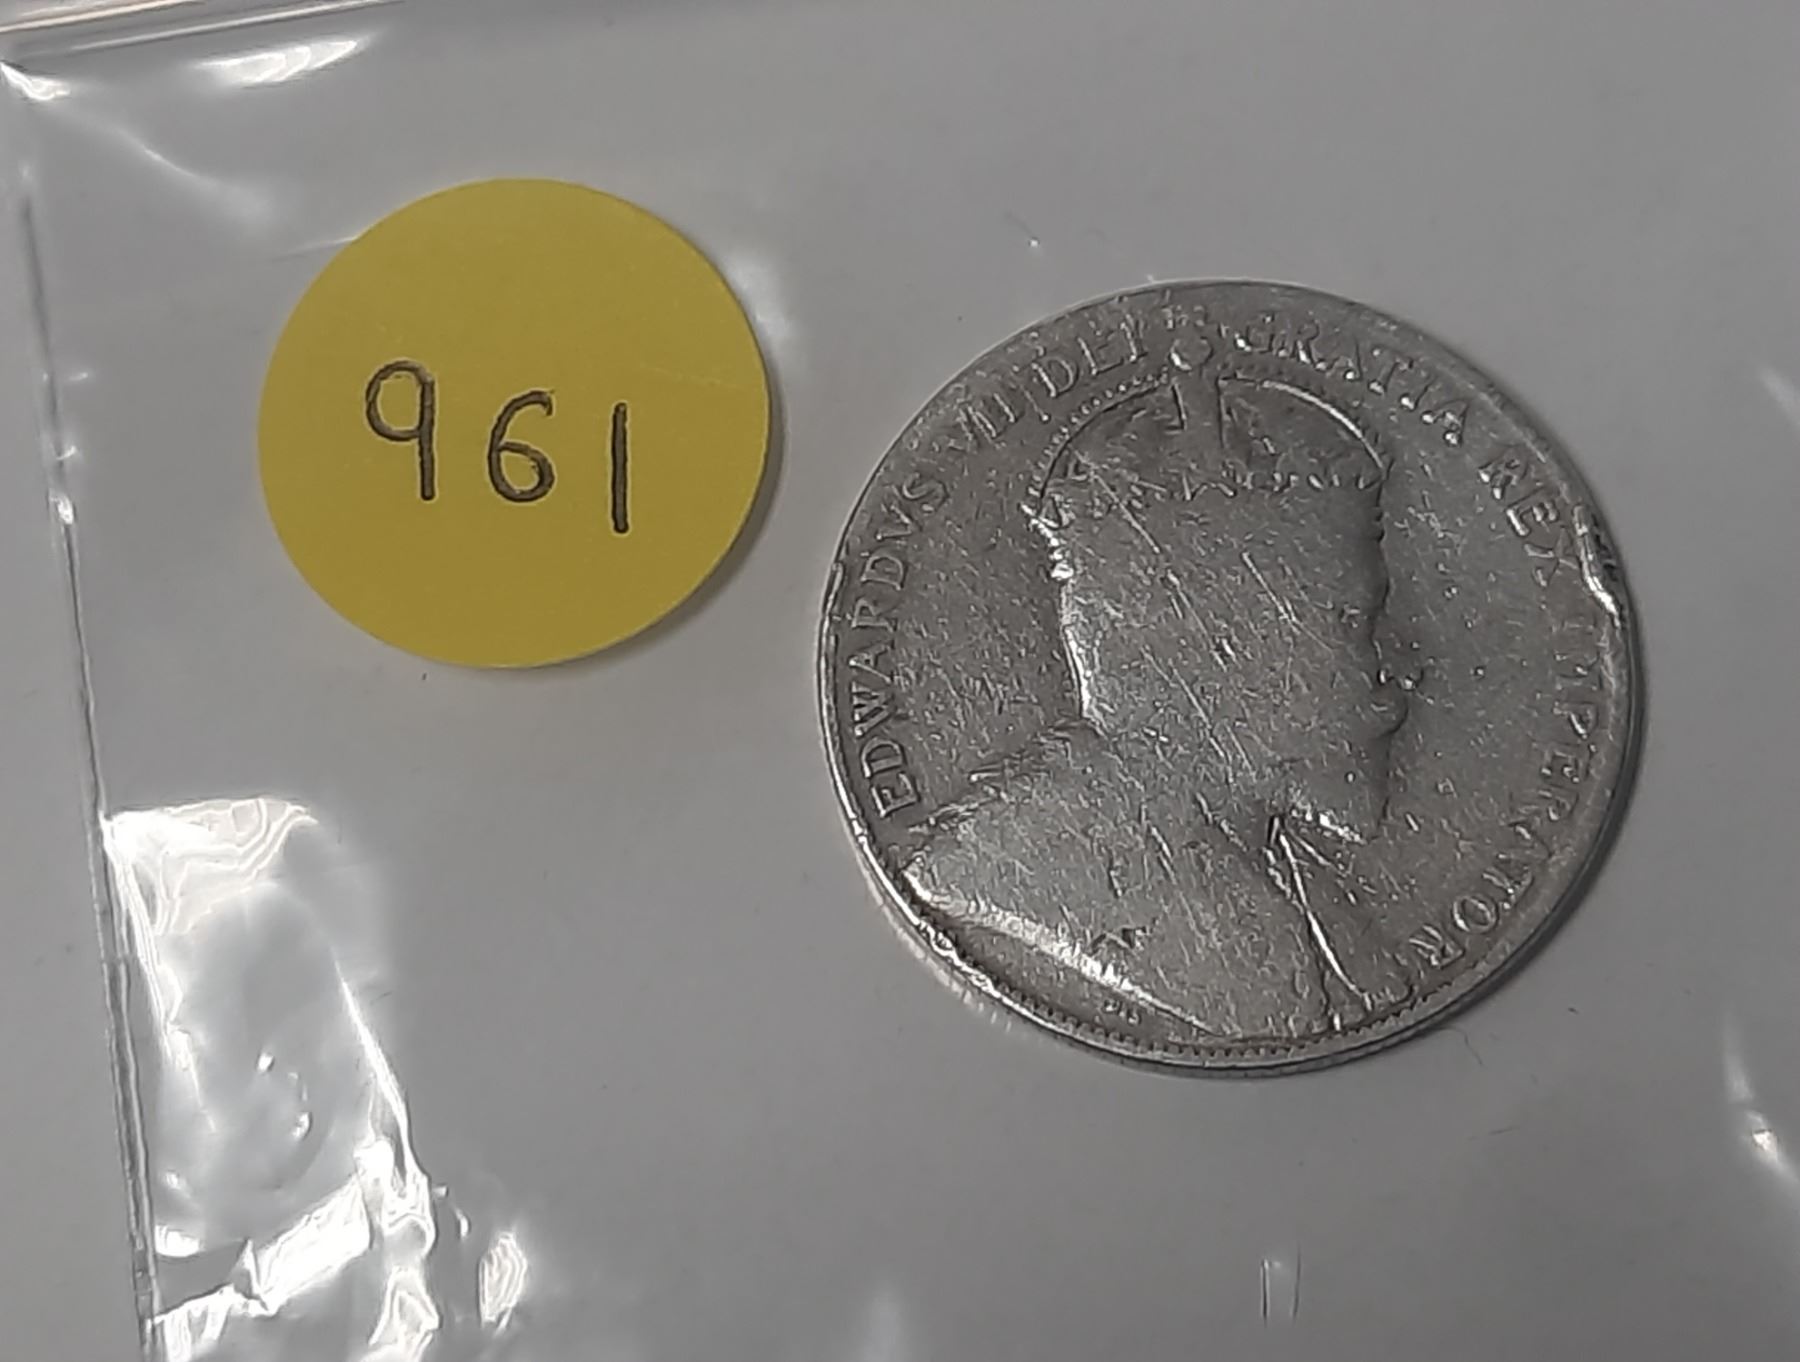 961
EDWARDVS VII DEI GRATIA REX IMPERATOR